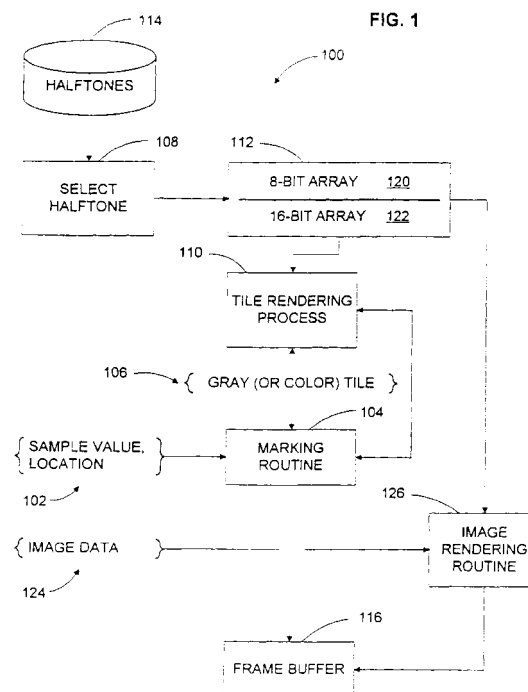 FIG. 1
114
HALFTONES
100
108
SELECT
HALFTONE
112
8-BIT ARRAY 120
16-BIT ARRAY 122
110
TILE RENDERING
PROCESS
106
{ GRAY (OR COLOR) TILE }
104
{ SAMPLE VALUE,
LOCATION }
102
MARKING
ROUTINE
126
{ IMAGE DATA }
124
IMAGE
RENDERING
ROUTINE
116
FRAME BUFFER